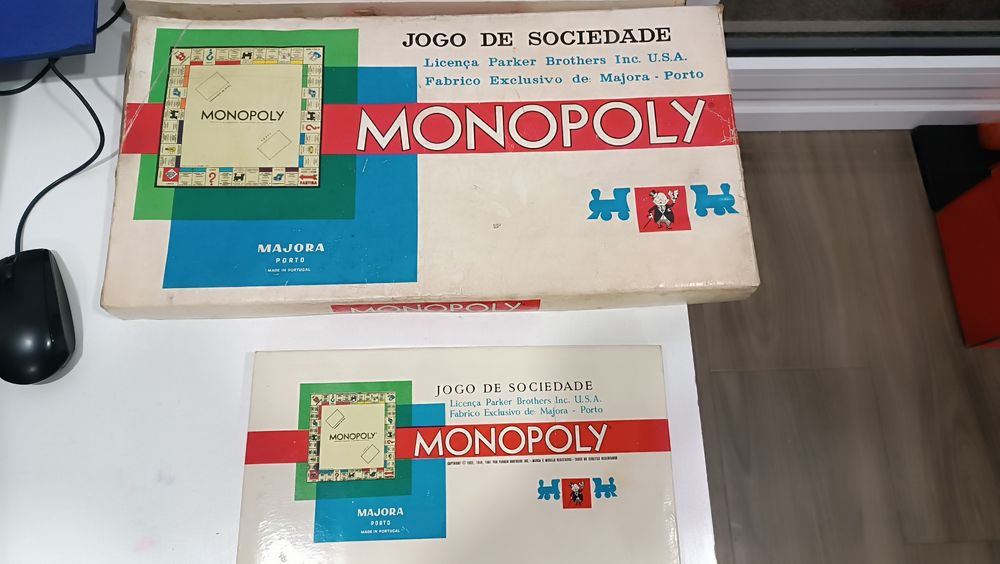 JOGO DE SOCIEDADE
Licença Parker Brothers Inc. U.S.A.
Fabrico Exclusivo de: Majora - Porto
MONOPOLY
MONOPOLY
PARTIDA
MAJORA
PORTO
MADE IN PORTUGAL
MONOPOLY
JOGO DE SOCIEDADE
Licença Parker Brothers Inc. U.S.A.
Fabrico Exclusivo de: Majora - Porto
MONOPOLY
MONOPOLY
MAJORA
PORTO
MADE IN PORTUGAL